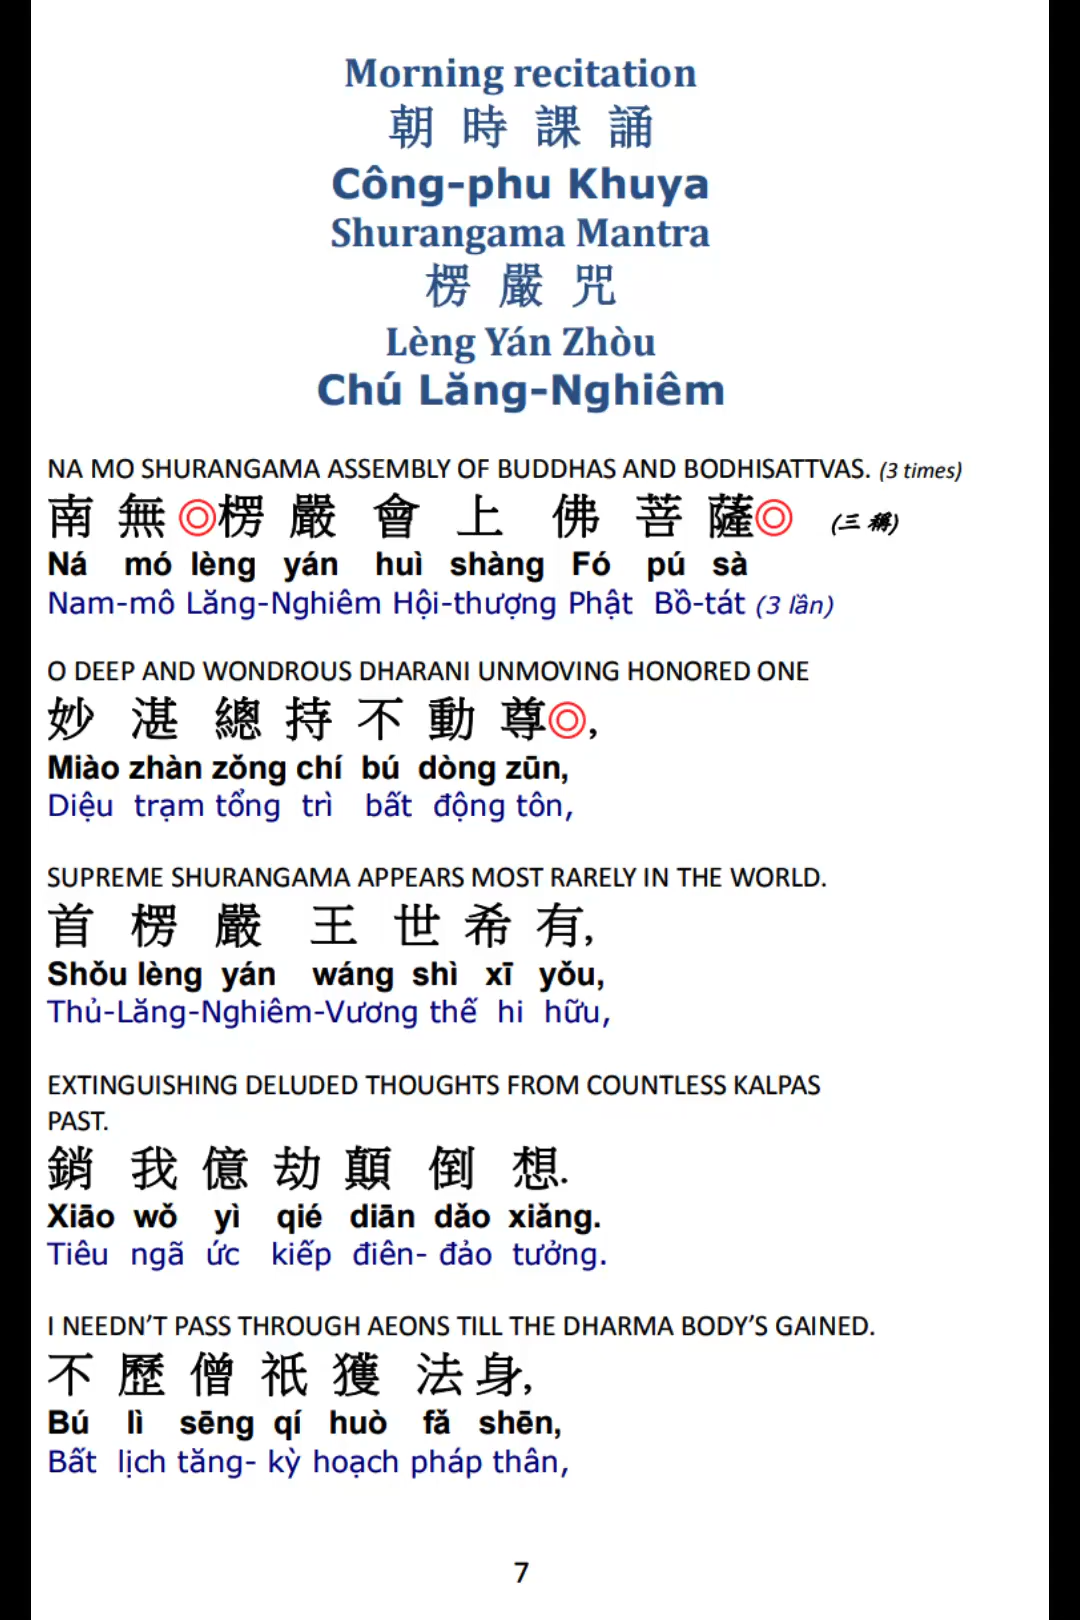 Morning recitation
朝時課誦
Công-phu Khuya
Shurangama Mantra
楞嚴咒
Lèng Yán Zhòu
Chú Lăng-Nghiêm
NA MO SHURANGAMA ASSEMBLY OF BUDDHAS AND BODHISATTVAS. (3 times)
南無◎楞嚴會上佛菩薩◎ (三稱)
Ná mó lèng yán huì shàng Fó pú sà
Nam-mô Lăng-Nghiêm Hội-thượng Phật Bồ-tát (3 lần)
O DEEP AND WONDROUS DHARANI UNMOVING HONORED ONE
妙湛總持不動尊◎,
Miào zhàn zǒng chí bú dòng zūn,
Diệu trạm tổng trì bất động tôn,
SUPREME SHURANGAMA APPEARS MOST RARELY IN THE WORLD.
首楞嚴王世希有,
Shǒu lèng yán wáng shì xī yǒu,
Thủ-Lăng-Nghiêm-Vương thế hi hữu,
EXTINGUISHING DELUDED THOUGHTS FROM COUNTLESS KALPAS
PAST.
銷我億劫顛倒想.
Xiāo wǒ yì qié diān dǎo xiǎng.
Tiêu ngã ức kiếp điên- đảo tưởng.
I NEEDN'T PASS THROUGH AEONS TILL THE DHARMA BODY'S GAINED.
不歷僧祇獲法身,
Bú lì sēng qí huò fǎ shēn,
Bất lịch tăng- kỳ hoạch pháp thân,
7